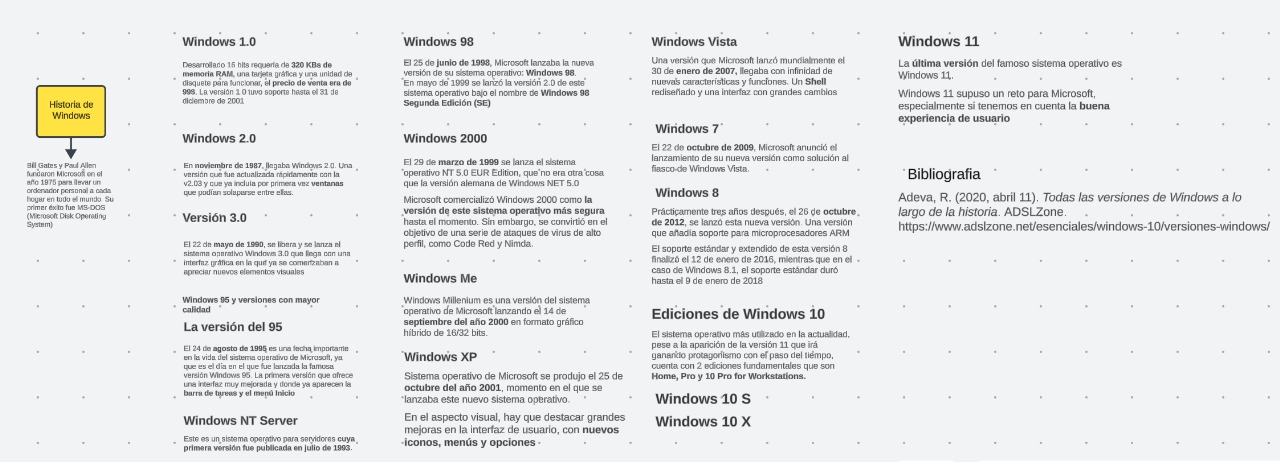 Historia de
Windows
Bill Gates y Paul Allen
fundaron Microsoft en el
año 1975 para llevar un
ordenador personal a cada
hogar en todo el mundo. Su
primer éxito fue MS-DOS
(Microsoft Disk Operating
System)
Windows 1.0
Desarrollado 16 bits requería de 320 KBs de
memoria RAM, una tarjeta gráfica y una unidad de
disquete para funcionar, el precio de venta era de
99$. La versión 1.0 tuvo soporte hasta el 31 de
diciembre de 2001
Windows 2.0
En noviembre de 1987, llegaba Windows 2.0. Una
versión que fue actualizada rápidamente con la
v2.03 y que ya incluía por primera vez ventanas
que podían solaparse entre ellas.
Versión 3.0
El 22 de mayo de 1990, se libera y se lanza el
sistema operativo Windows 3.0 que llega con una
interfaz gráfica en la que ya se comenzaban a
apreciar nuevos elementos visuales
Windows 95 y versiones con mayor
calidad
La versión del 95
El 24 de agosto de 1995 es una fecha importante
en la vida del sistema operativo de Microsoft, ya
que es el día en el que fue lanzada la famosa
versión Windows 95. La primera versión que ofrece
una interfaz muy mejorada y donde ya aparecen la
barra de tareas y el menú Inicio
Windows NT Server
Este es un sistema operativo para servidores cuya
primera versión fue publicada en julio de 1993.
Windows 98
El 25 de junio de 1998, Microsoft lanzaba la nueva
versión de su sistema operativo: Windows 98.
En mayo de 1999 se lanzó la versión 2.0 de este
sistema operativo bajo el nombre de Windows 98
Segunda Edición (SE)
Windows 2000
El 29 de marzo de 1999 se lanza el sistema
operativo NT 5.0 EUR Edition, que no era otra cosa
que la versión alemana de Windows NET 5.0
Microsoft comercializó Windows 2000 como la
versión de este sistema operativo más segura
hasta el momento. Sin embargo, se convirtió en el
objetivo de una serie de ataques de virus de alto
perfil, como Code Red y Nimda.
Windows Me
Windows Millenium es una versión del sistema
operativo de Microsoft lanzando el 14 de
septiembre del año 2000 en formato gráfico
híbrido de 16/32 bits.
Windows XP
Sistema operativo de Microsoft se produjo el 25 de
octubre del año 2001, momento en el que se
lanzaba este nuevo sistema operativo.
En el aspecto visual, hay que destacar grandes
mejoras en la interfaz de usuario, con nuevos
iconos, menús y opciones
Windows Vista
Una versión que Microsoft lanzó mundialmente el
30 de enero de 2007, llegaba con infinidad de
nuevas características y funciones. Un Shell
rediseñado y una interfaz con grandes cambios
Windows 7
El 22 de octubre de 2009, Microsoft anunció el
lanzamiento de su nueva versión como solución al
fiasco de Windows Vista.
Windows 8
Prácticamente tres años después, el 26 de octubre
de 2012, se lanzó esta nueva versión. Una versión
que añadía soporte para microprocesadores ARM
El soporte estándar y extendido de esta versión 8
finalizó el 12 de enero de 2016, mientras que en el
caso de Windows 8.1, el soporte estándar duró
hasta el 9 de enero de 2018
Ediciones de Windows 10
El sistema operativo más utilizado en la actualidad,
pese a la aparición de la versión 11 que irá
ganando protagonismo con el paso del tiempo,
cuenta con 2 ediciones fundamentales que son
Home, Pro y 10 Pro for Workstations.
Windows 10 S
Windows 10 X
Windows 11
La última versión del famoso sistema operativo es
Windows 11.
Windows 11 supuso un reto para Microsoft,
especialmente si tenemos en cuenta la buena
experiencia de usuario
Bibliografia
Adeva, R. (2020, abril 11). Todas las versiones de Windows a lo
largo de la historia. ADSLZone.
https://www.adslzone.net/esenciales/windows-10/versiones-windows/